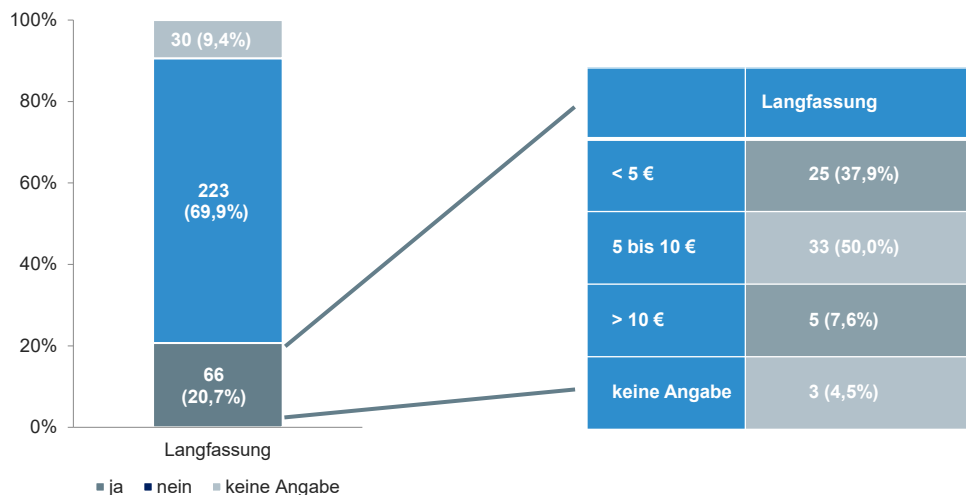 100%
80%
60%
40%
20%
0%
30 (9,4%)
223
(69,9%)
66
(20,7%)
Langfassung
ja nein keine Angabe
Langfassung
< 5 € 25 (37,9%)
5 bis 10 € 33 (50,0%)
> 10 € 5 (7,6%)
keine Angabe 3 (4,5%)